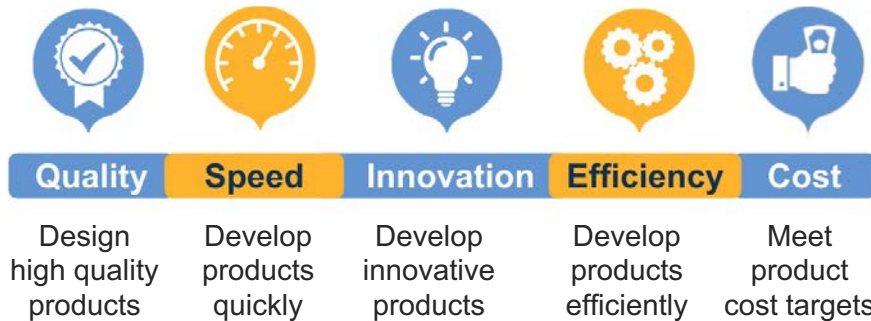 Quality Speed Innovation Efficiency Cost
Design
high quality
products
Develop
products
quickly
Develop
innovative
products
Develop
products
efficiently
Meet
product
cost targets